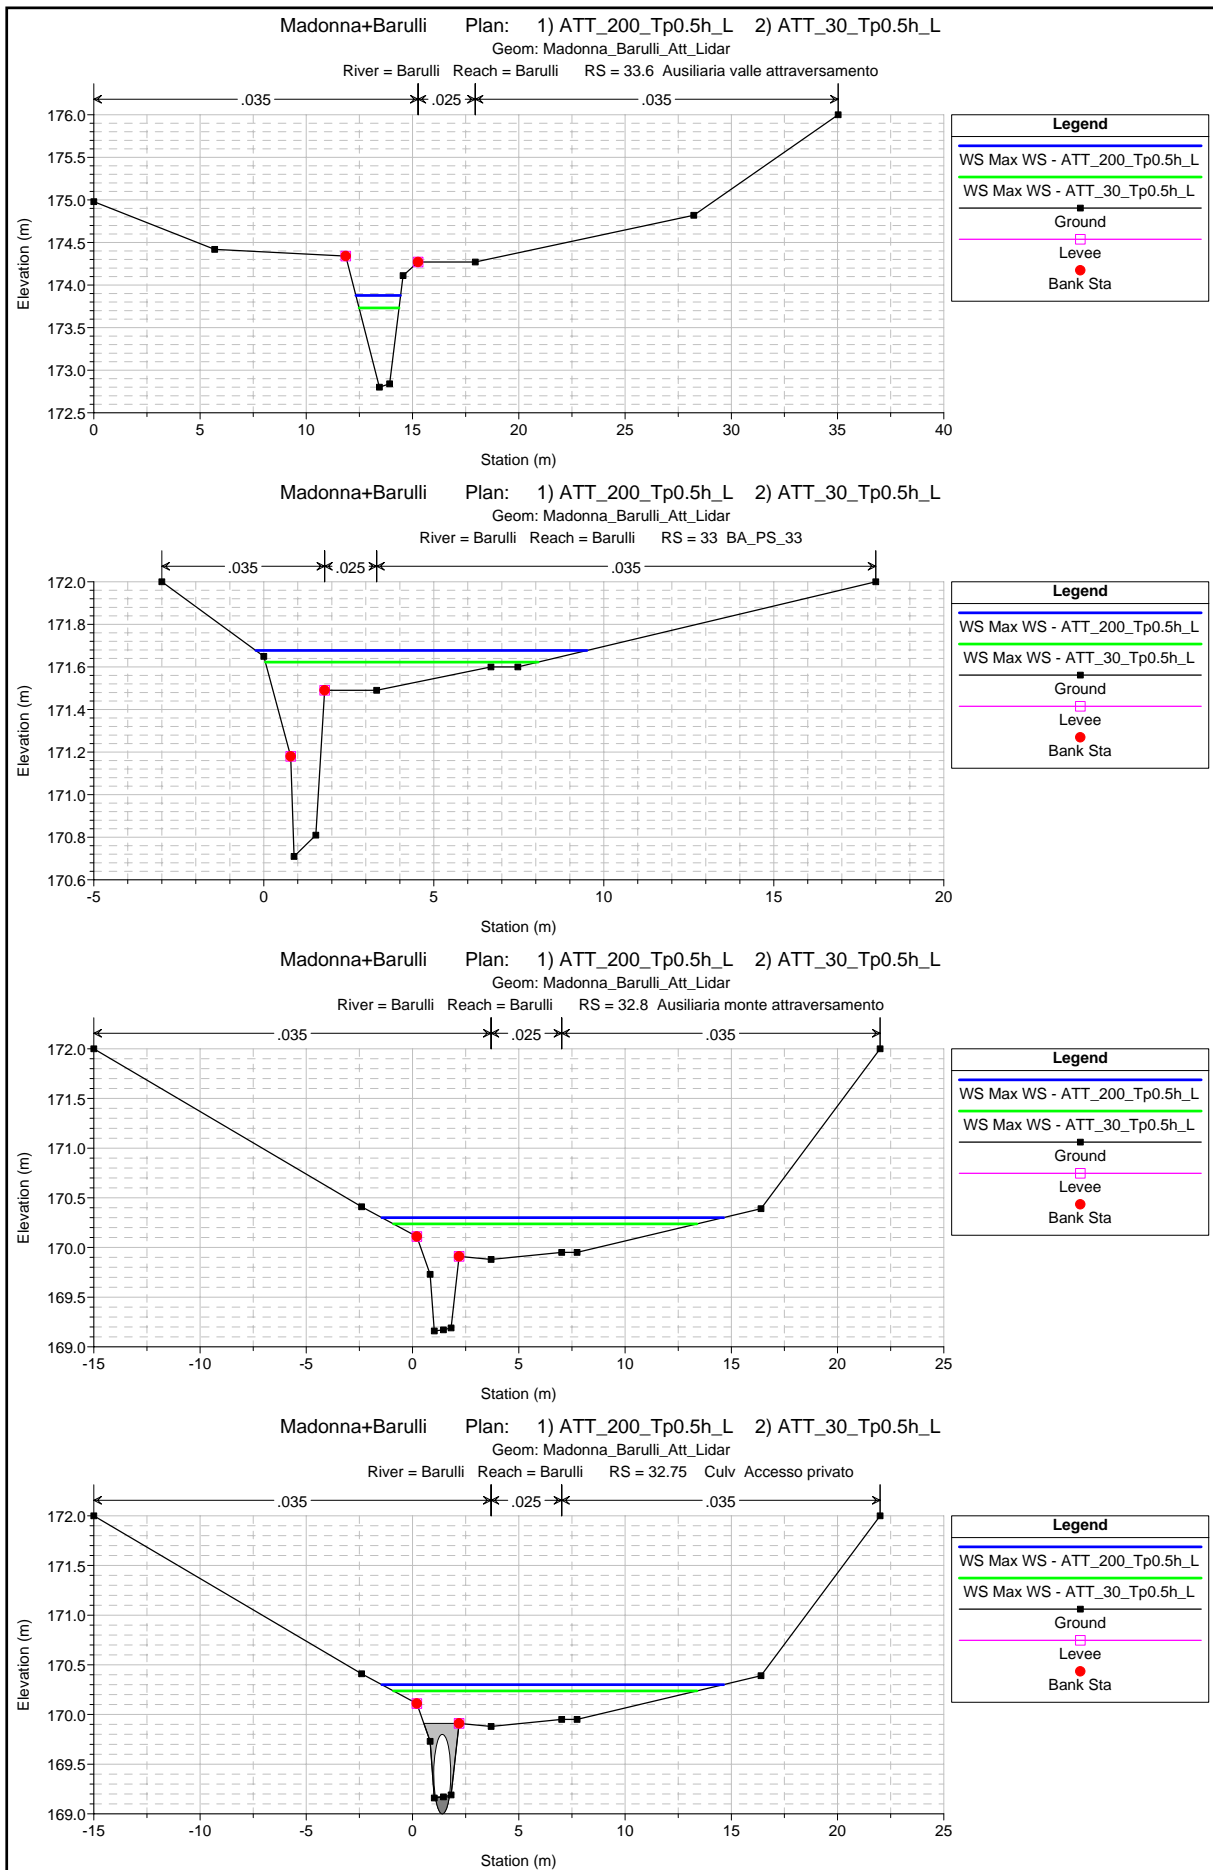 Madonna+Barulli Plan: 1) ATT_200_Tp0.5h_L 2) ATT_30_Tp0.5h_L
Geom: Madonna_Barulli_Att_Lidar
River = Barulli Reach = Barulli RS = 33.6 Ausiliaria valle attraversamento
.035 .025 .035
176.0
175.5
175.0
174.5
174.0
173.5
173.0
172.5
Elevation (m)
0 5 10 15 20 25 30 35 40
Station (m)
Legend
WS Max WS - ATT_200_Tp0.5h_L
WS Max WS - ATT_30_Tp0.5h_L
Ground
Levee
Bank Sta
Madonna+Barulli Plan: 1) ATT_200_Tp0.5h_L 2) ATT_30_Tp0.5h_L
Geom: Madonna_Barulli_Att_Lidar
River = Barulli Reach = Barulli RS = 33 BA_PS_33
.035 .025 .035
172.0
171.8
171.6
171.4
171.2
171.0
170.8
170.6
Elevation (m)
-5 0 5 10 15 20
Station (m)
Legend
WS Max WS - ATT_200_Tp0.5h_L
WS Max WS - ATT_30_Tp0.5h_L
Ground
Levee
Bank Sta
Madonna+Barulli Plan: 1) ATT_200_Tp0.5h_L 2) ATT_30_Tp0.5h_L
Geom: Madonna_Barulli_Att_Lidar
River = Barulli Reach = Barulli RS = 32.8 Ausiliaria monte attraversamento
.035 .025 .035
172.0
171.5
171.0
170.5
170.0
169.5
169.0
Elevation (m)
-15 -10 -5 0 5 10 15 20 25
Station (m)
Legend
WS Max WS - ATT_200_Tp0.5h_L
WS Max WS - ATT_30_Tp0.5h_L
Ground
Levee
Bank Sta
Madonna+Barulli Plan: 1) ATT_200_Tp0.5h_L 2) ATT_30_Tp0.5h_L
Geom: Madonna_Barulli_Att_Lidar
River = Barulli Reach = Barulli RS = 32.75 Culv Accesso privato
.035 .025 .035
172.0
171.5
171.0
170.5
170.0
169.5
169.0
Elevation (m)
-15 -10 -5 0 5 10 15 20 25
Station (m)
Legend
WS Max WS - ATT_200_Tp0.5h_L
WS Max WS - ATT_30_Tp0.5h_L
Ground
Levee
Bank Sta